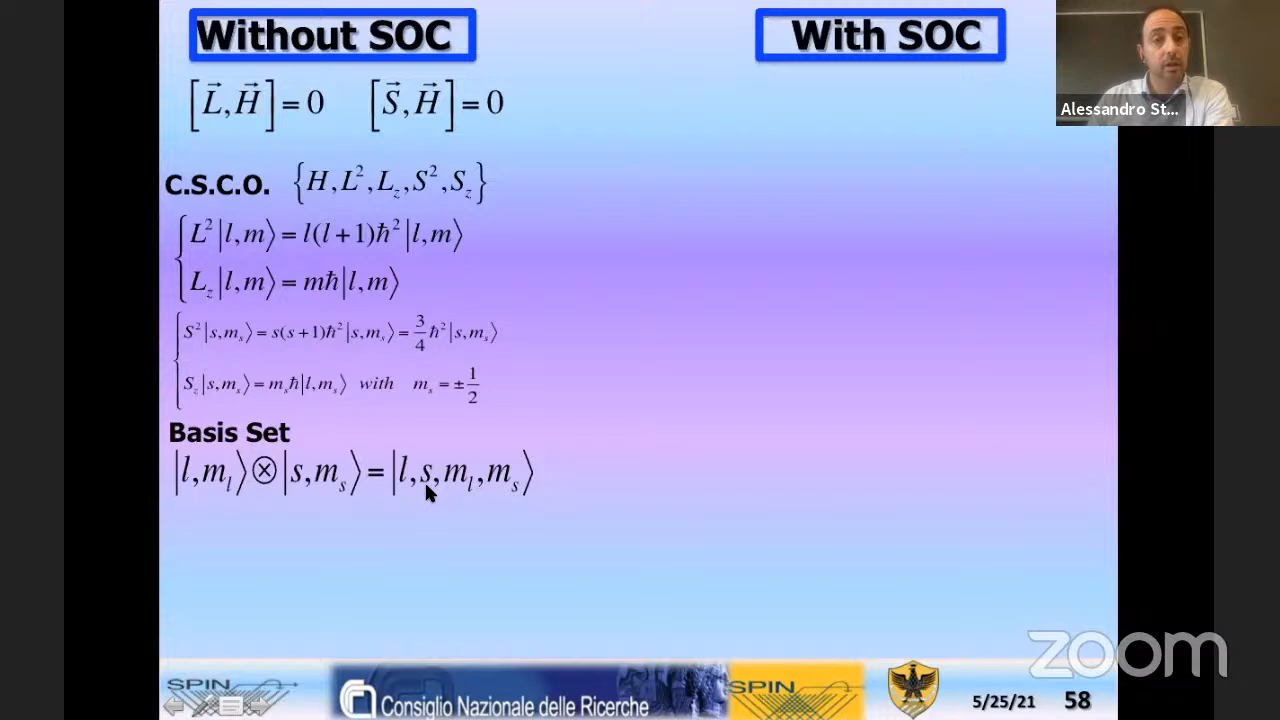 Without SOC
With SOC
Alessandro St...
[L⃗, H⃗] = 0   [S⃗, H⃗] = 0
C.S.C.O. {H, L², L_z, S², S_z}
L²|l,m⟩ = l(l+1)ħ²|l,m⟩
L_z|l,m⟩ = mħ|l,m⟩
S²|s,m_s⟩ = s(s+1)ħ²|s,m_s⟩ = 3/4 ħ²|s,m_s⟩
S_z|s,m_s⟩ = m_sħ|l,m_s⟩ with m_s = ±1/2
Basis Set
|l,m_l⟩⊗|s,m_s⟩ = |l,s,m_l,m_s⟩
zoom
SPIN
Consiglio Nazionale delle Ricerche
SPIN
5/25/21
58